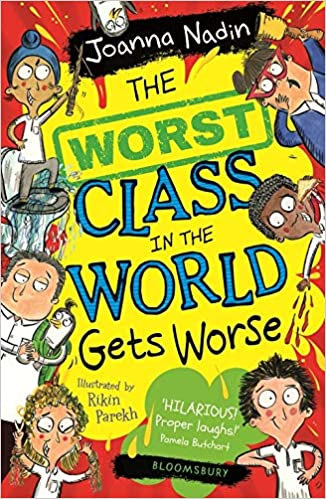 Joanna Nadin
THE
WORST
CLASS
IN THE
WORLD
Gets Worse
Illustrated by
Rikin
Parekh
'HILARIOUS!
Proper laughs!'
Pamela Butchart
BLOOMSBURY